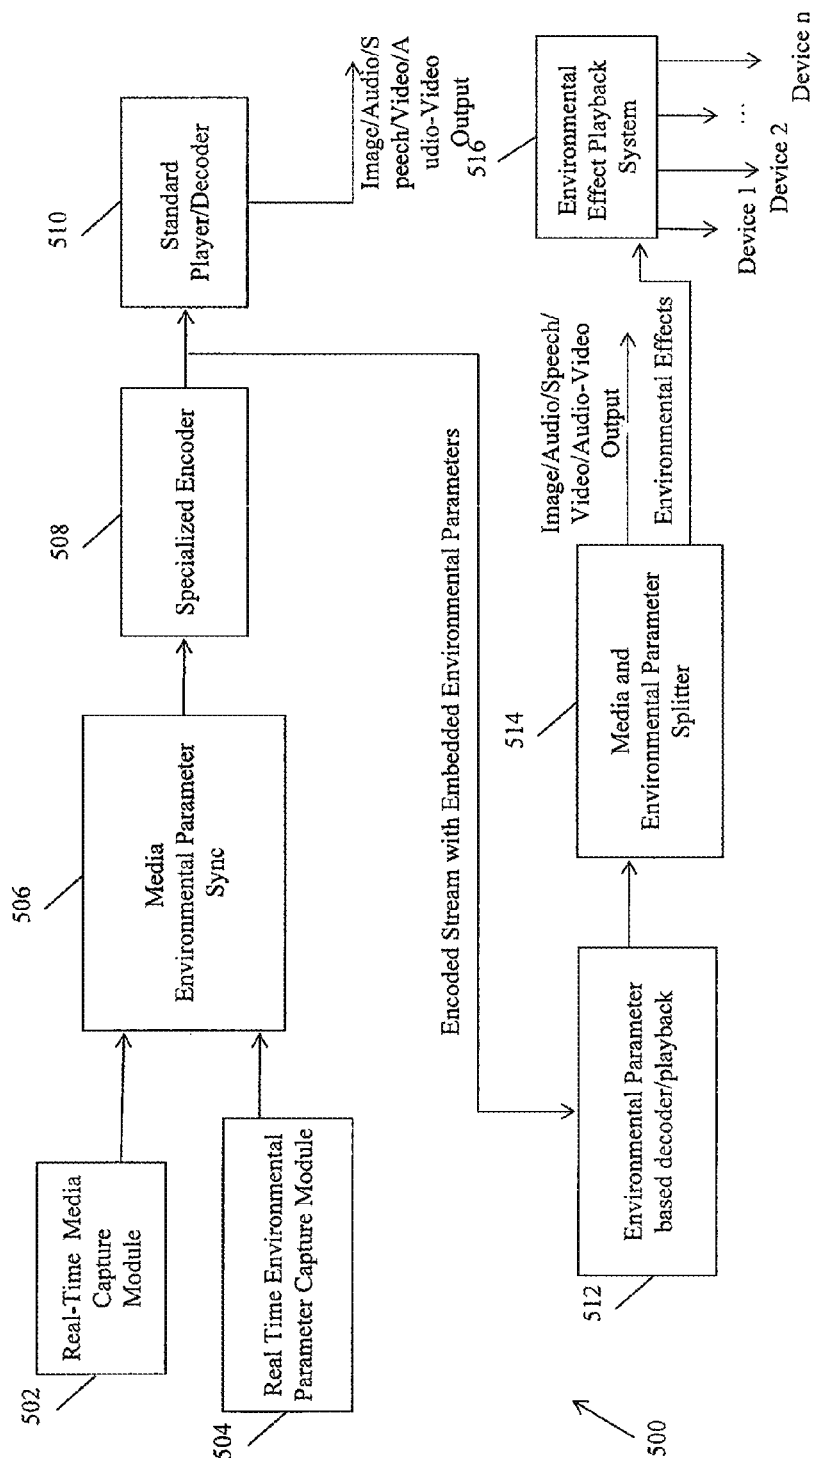 502
Real-Time Media
Capture
Module
504
Real Time Environmental
Parameter Capture Module
506
Media
Environmental Parameter
Sync
508
Specialized Encoder
510
Standard
Player/Decoder
Image/Audio/S
peech/Video/A
udio-Video
Output
Encoded Stream with Embedded Environmental Parameters
512
Environmental Parameter
based decoder/playback
514
Media and
Environmental Parameter
Splitter
Image/Audio/Speech/
Video/Audio-Video
Output
Environmental Effects
516
Environmental
Effect Playback
System
Device 1
Device 2
...
Device n
500